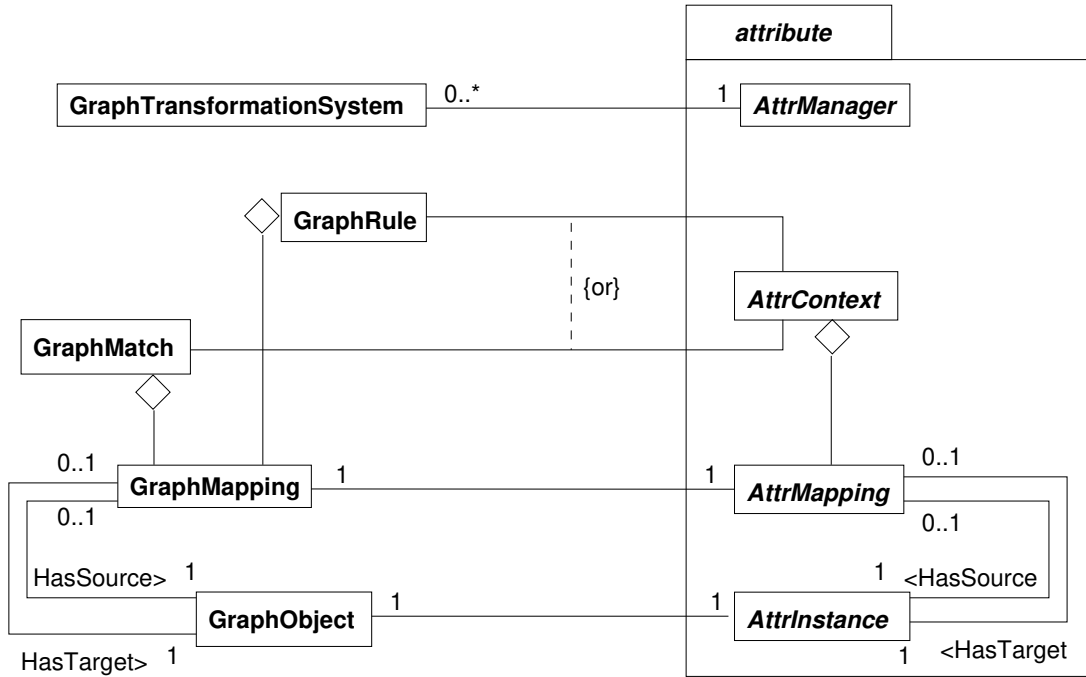 attribute
GraphTransformationSystem 0..* 1 AttrManager
GraphRule
{or}
AttrContext
GraphMatch
0..1 0..1
GraphMapping 1 1 AttrMapping
0..1 0..1
HasSource> 1 1 <HasSource
GraphObject 1 1 AttrInstance
HasTarget> 1 1 <HasTarget